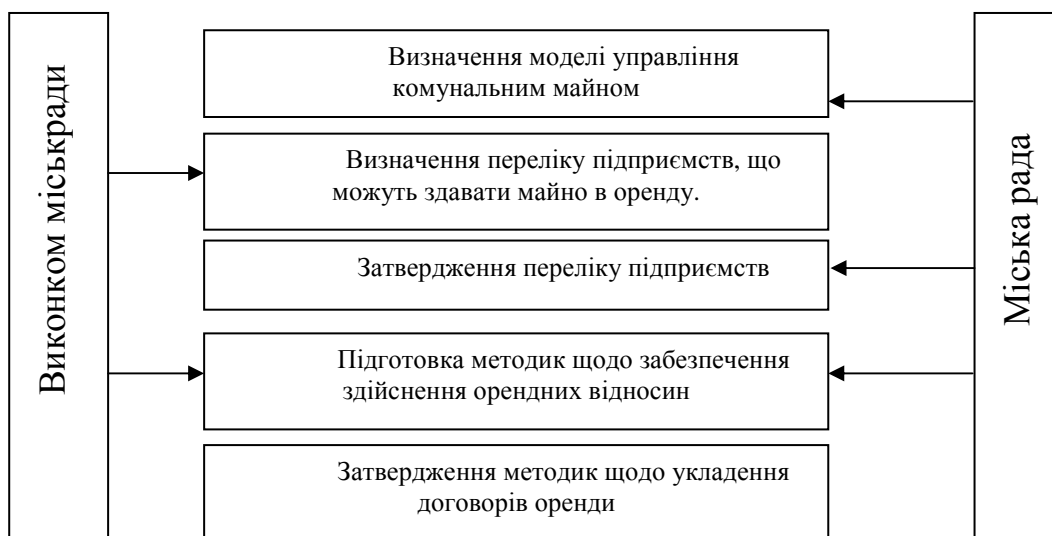 Виконком міськради
Визначення моделі управління
комунальним майном
Визначення переліку підприємств, що
можуть здавати майно в оренду.
Затвердження переліку підприємств
Підготовка методик щодо забезпечення
здійснення орендних відносин
Затвердження методик щодо укладення
договорів оренди
Міська рада